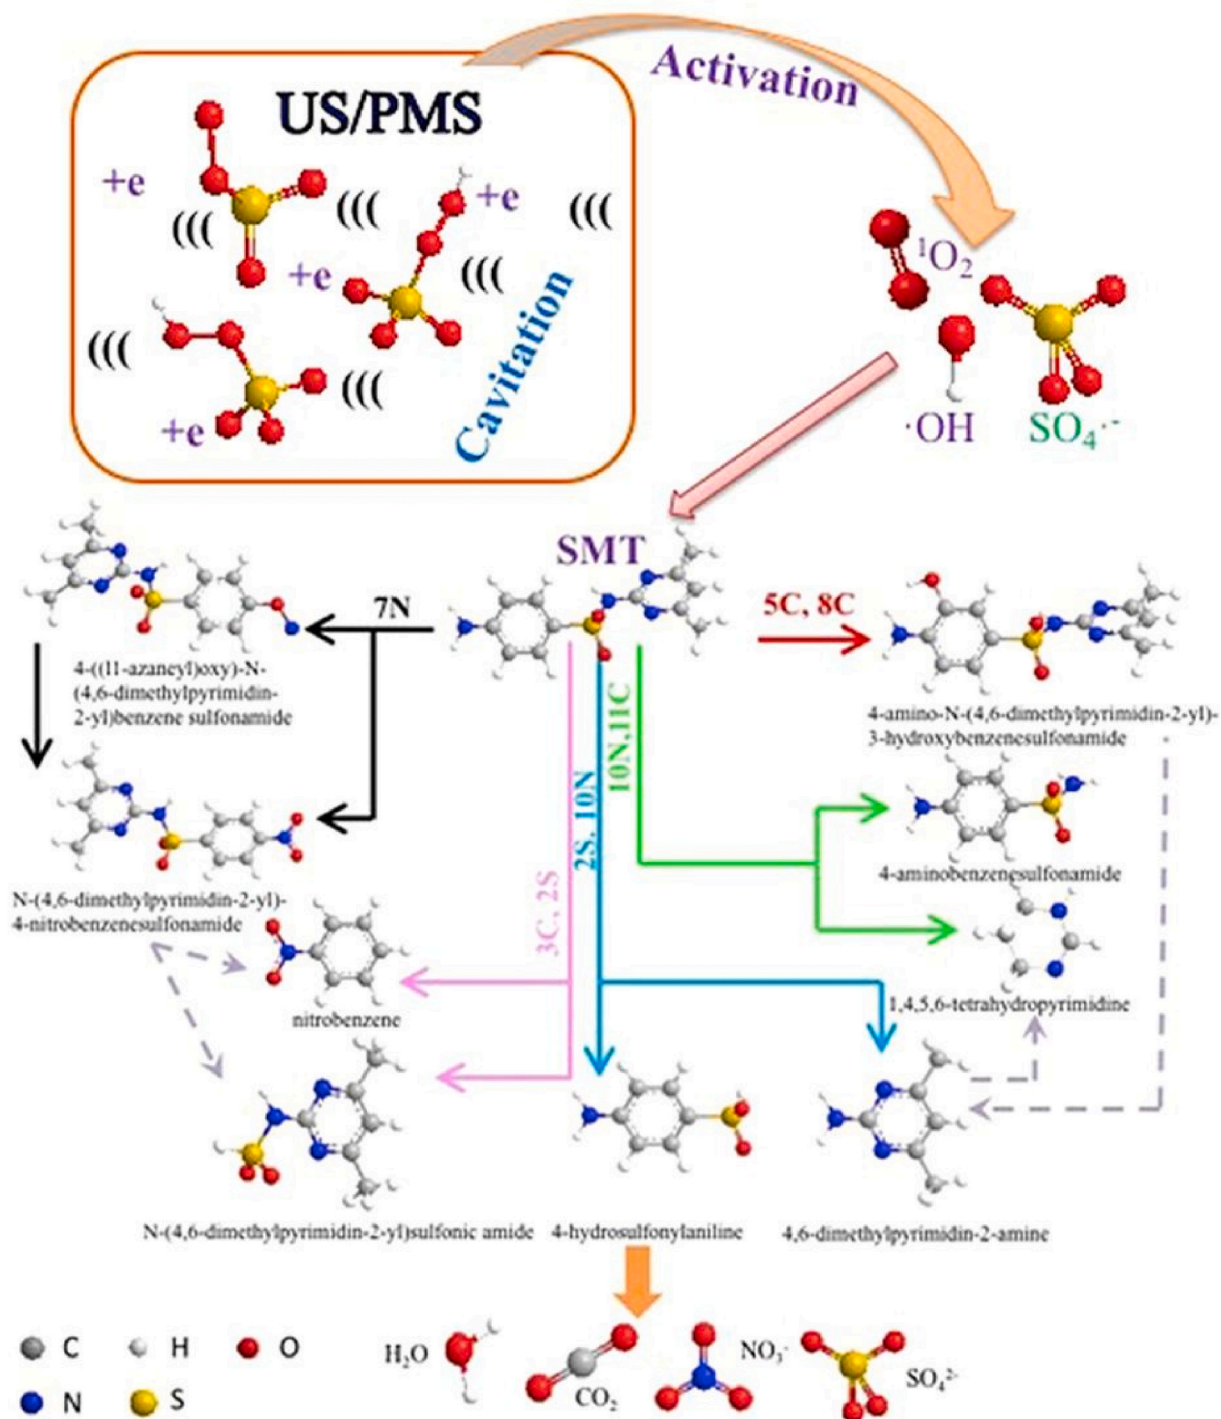 Activation
US/PMS
+e
(((
(((
+e
(((
+e
(((
(((
(((
+e
Cavitation
¹O₂
·OH
SO₄·⁻
SMT
7N
5C, 8C
4-((l1-azaneyl)oxy)-N-
(4,6-dimethylpyrimidin-
2-yl)benzene sulfonamide
10N,11C
2S, 10N
3C, 2S
4-amino-N-(4,6-dimethylpyrimidin-2-yl)-
3-hydroxybenzenesulfonamide
4-aminobenzenesulfonamide
N-(4,6-dimethylpyrimidin-2-yl)-
4-nitrobenzenesulfonamide
nitrobenzene
1,4,5,6-tetrahydropyrimidine
N-(4,6-dimethylpyrimidin-2-yl)sulfonic amide
4-hydrosulfonylaniline
4,6-dimethylpyrimidin-2-amine
C
H
O
N
S
H₂O
CO₂
NO₃⁻
SO₄²⁻